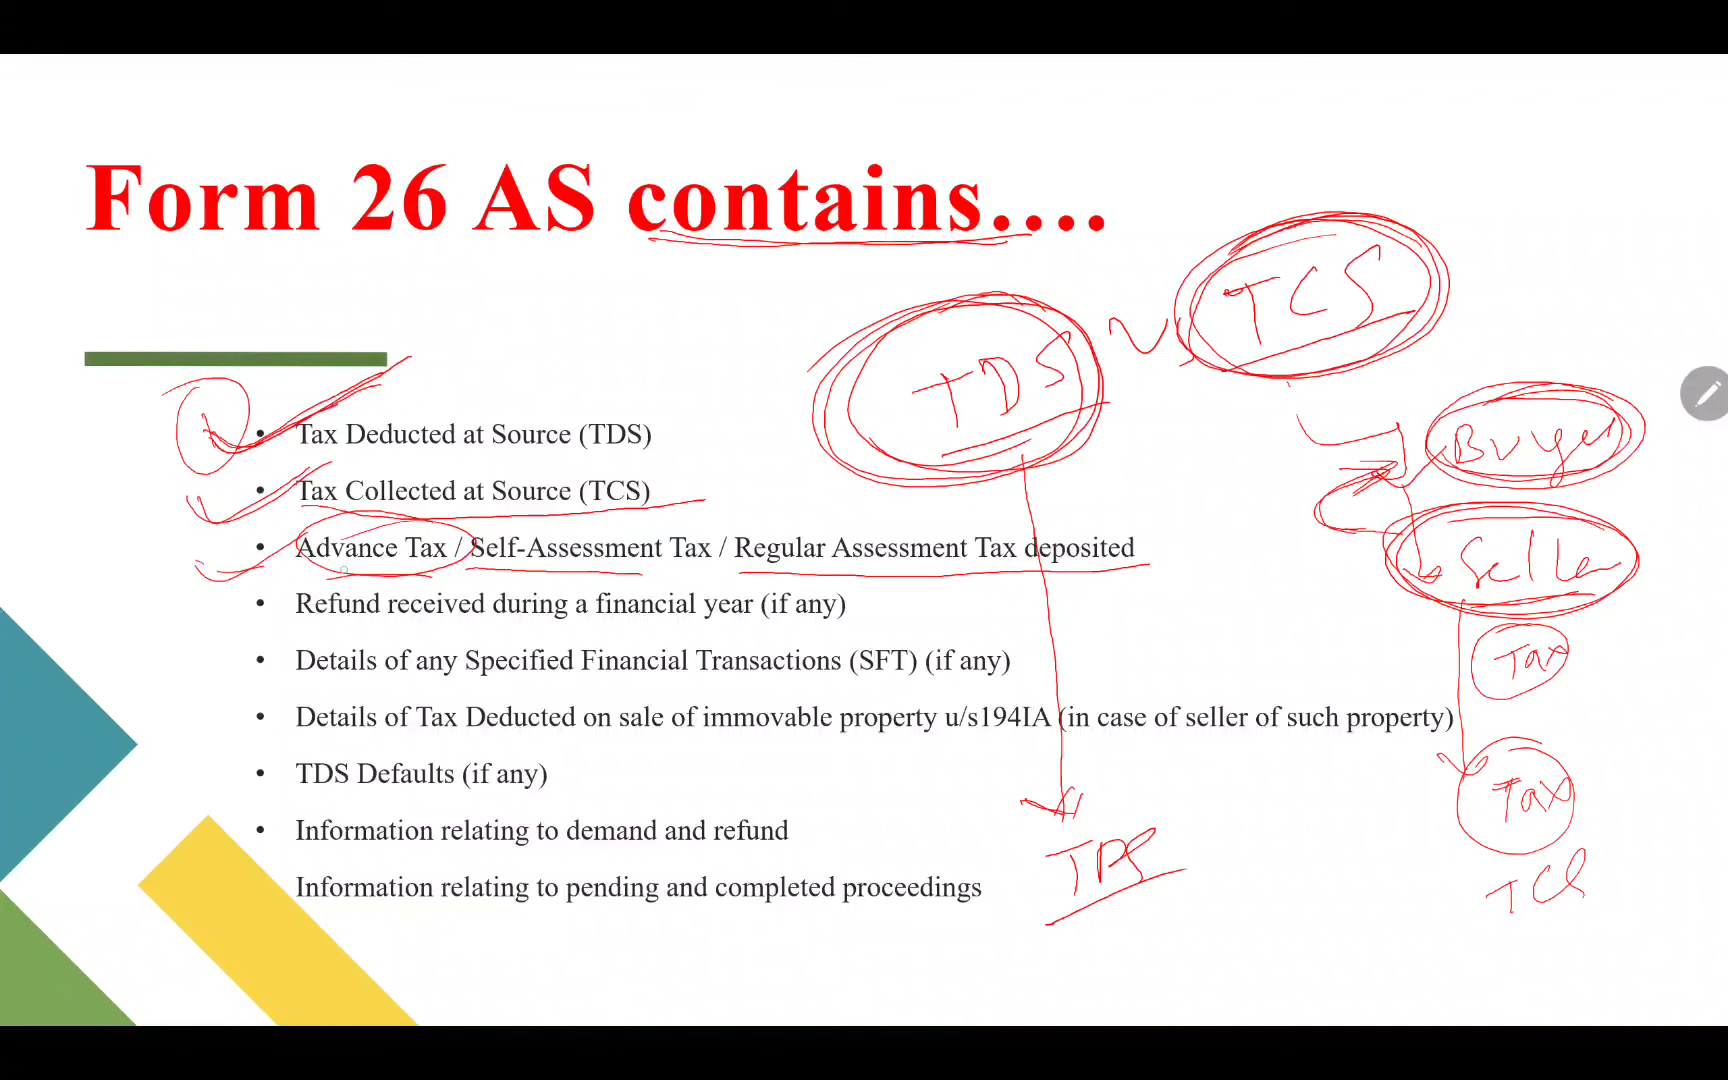 Form 26 AS contains....
TDS
TCS
Buyer
Seller
Tax
Tax
TCS
TDS
• Tax Deducted at Source (TDS)
• Tax Collected at Source (TCS)
• Advance Tax / Self-Assessment Tax / Regular Assessment Tax deposited
• Refund received during a financial year (if any)
• Details of any Specified Financial Transactions (SFT) (if any)
• Details of Tax Deducted on sale of immovable property u/s194IA (in case of seller of such property)
• TDS Defaults (if any)
• Information relating to demand and refund
Information relating to pending and completed proceedings